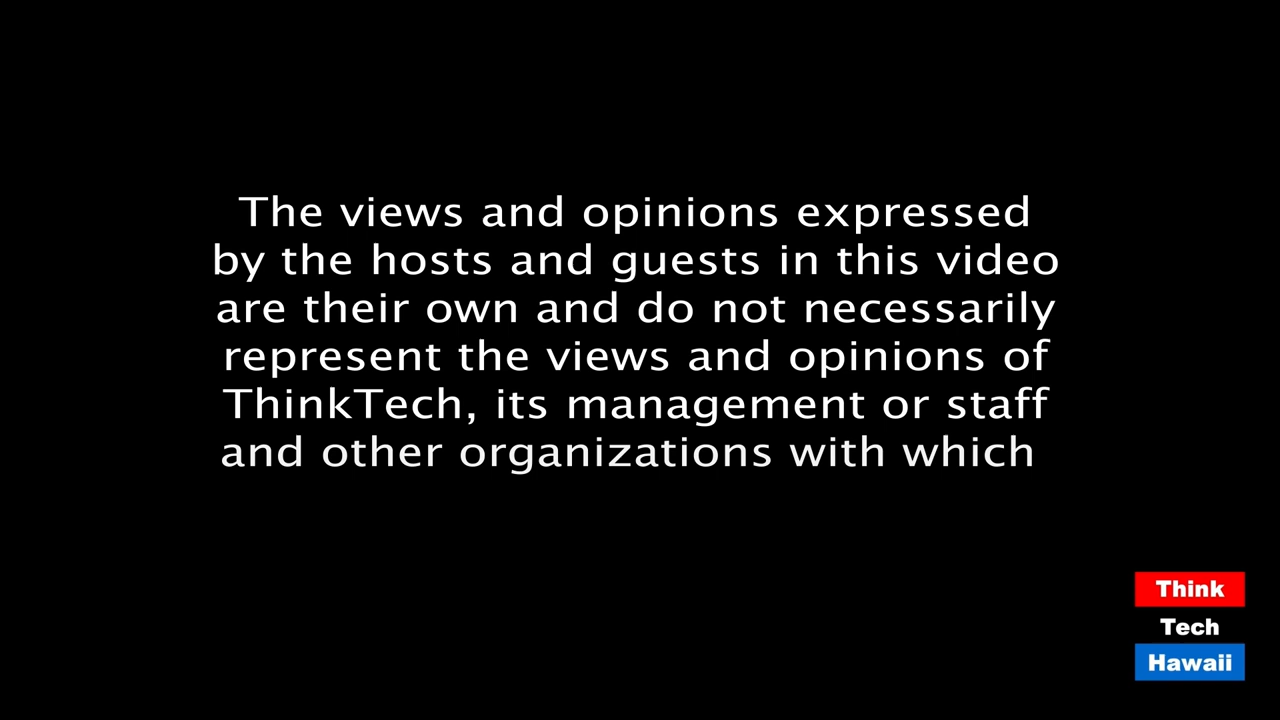 The views and opinions expressed
by the hosts and guests in this video
are their own and do not necessarily
represent the views and opinions of
ThinkTech, its management or staff
and other organizations with which
Think
Tech
Hawaii